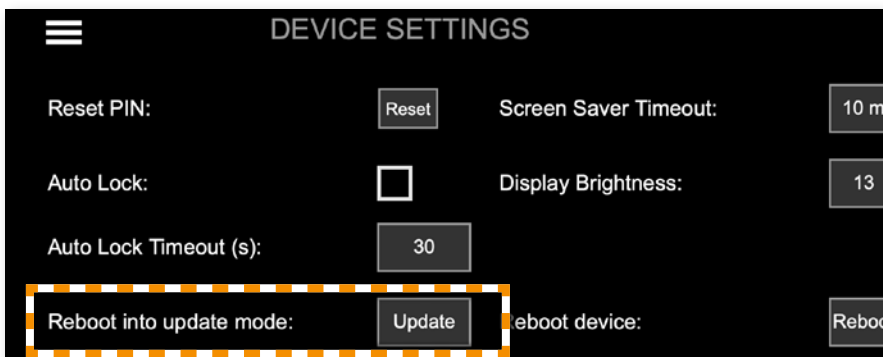 DEVICE SETTINGS
Reset PIN: Reset Screen Saver Timeout: 10 m
Auto Lock: Display Brightness: 13
Auto Lock Timeout (s): 30
Reboot into update mode: Update eboot device: Reboo